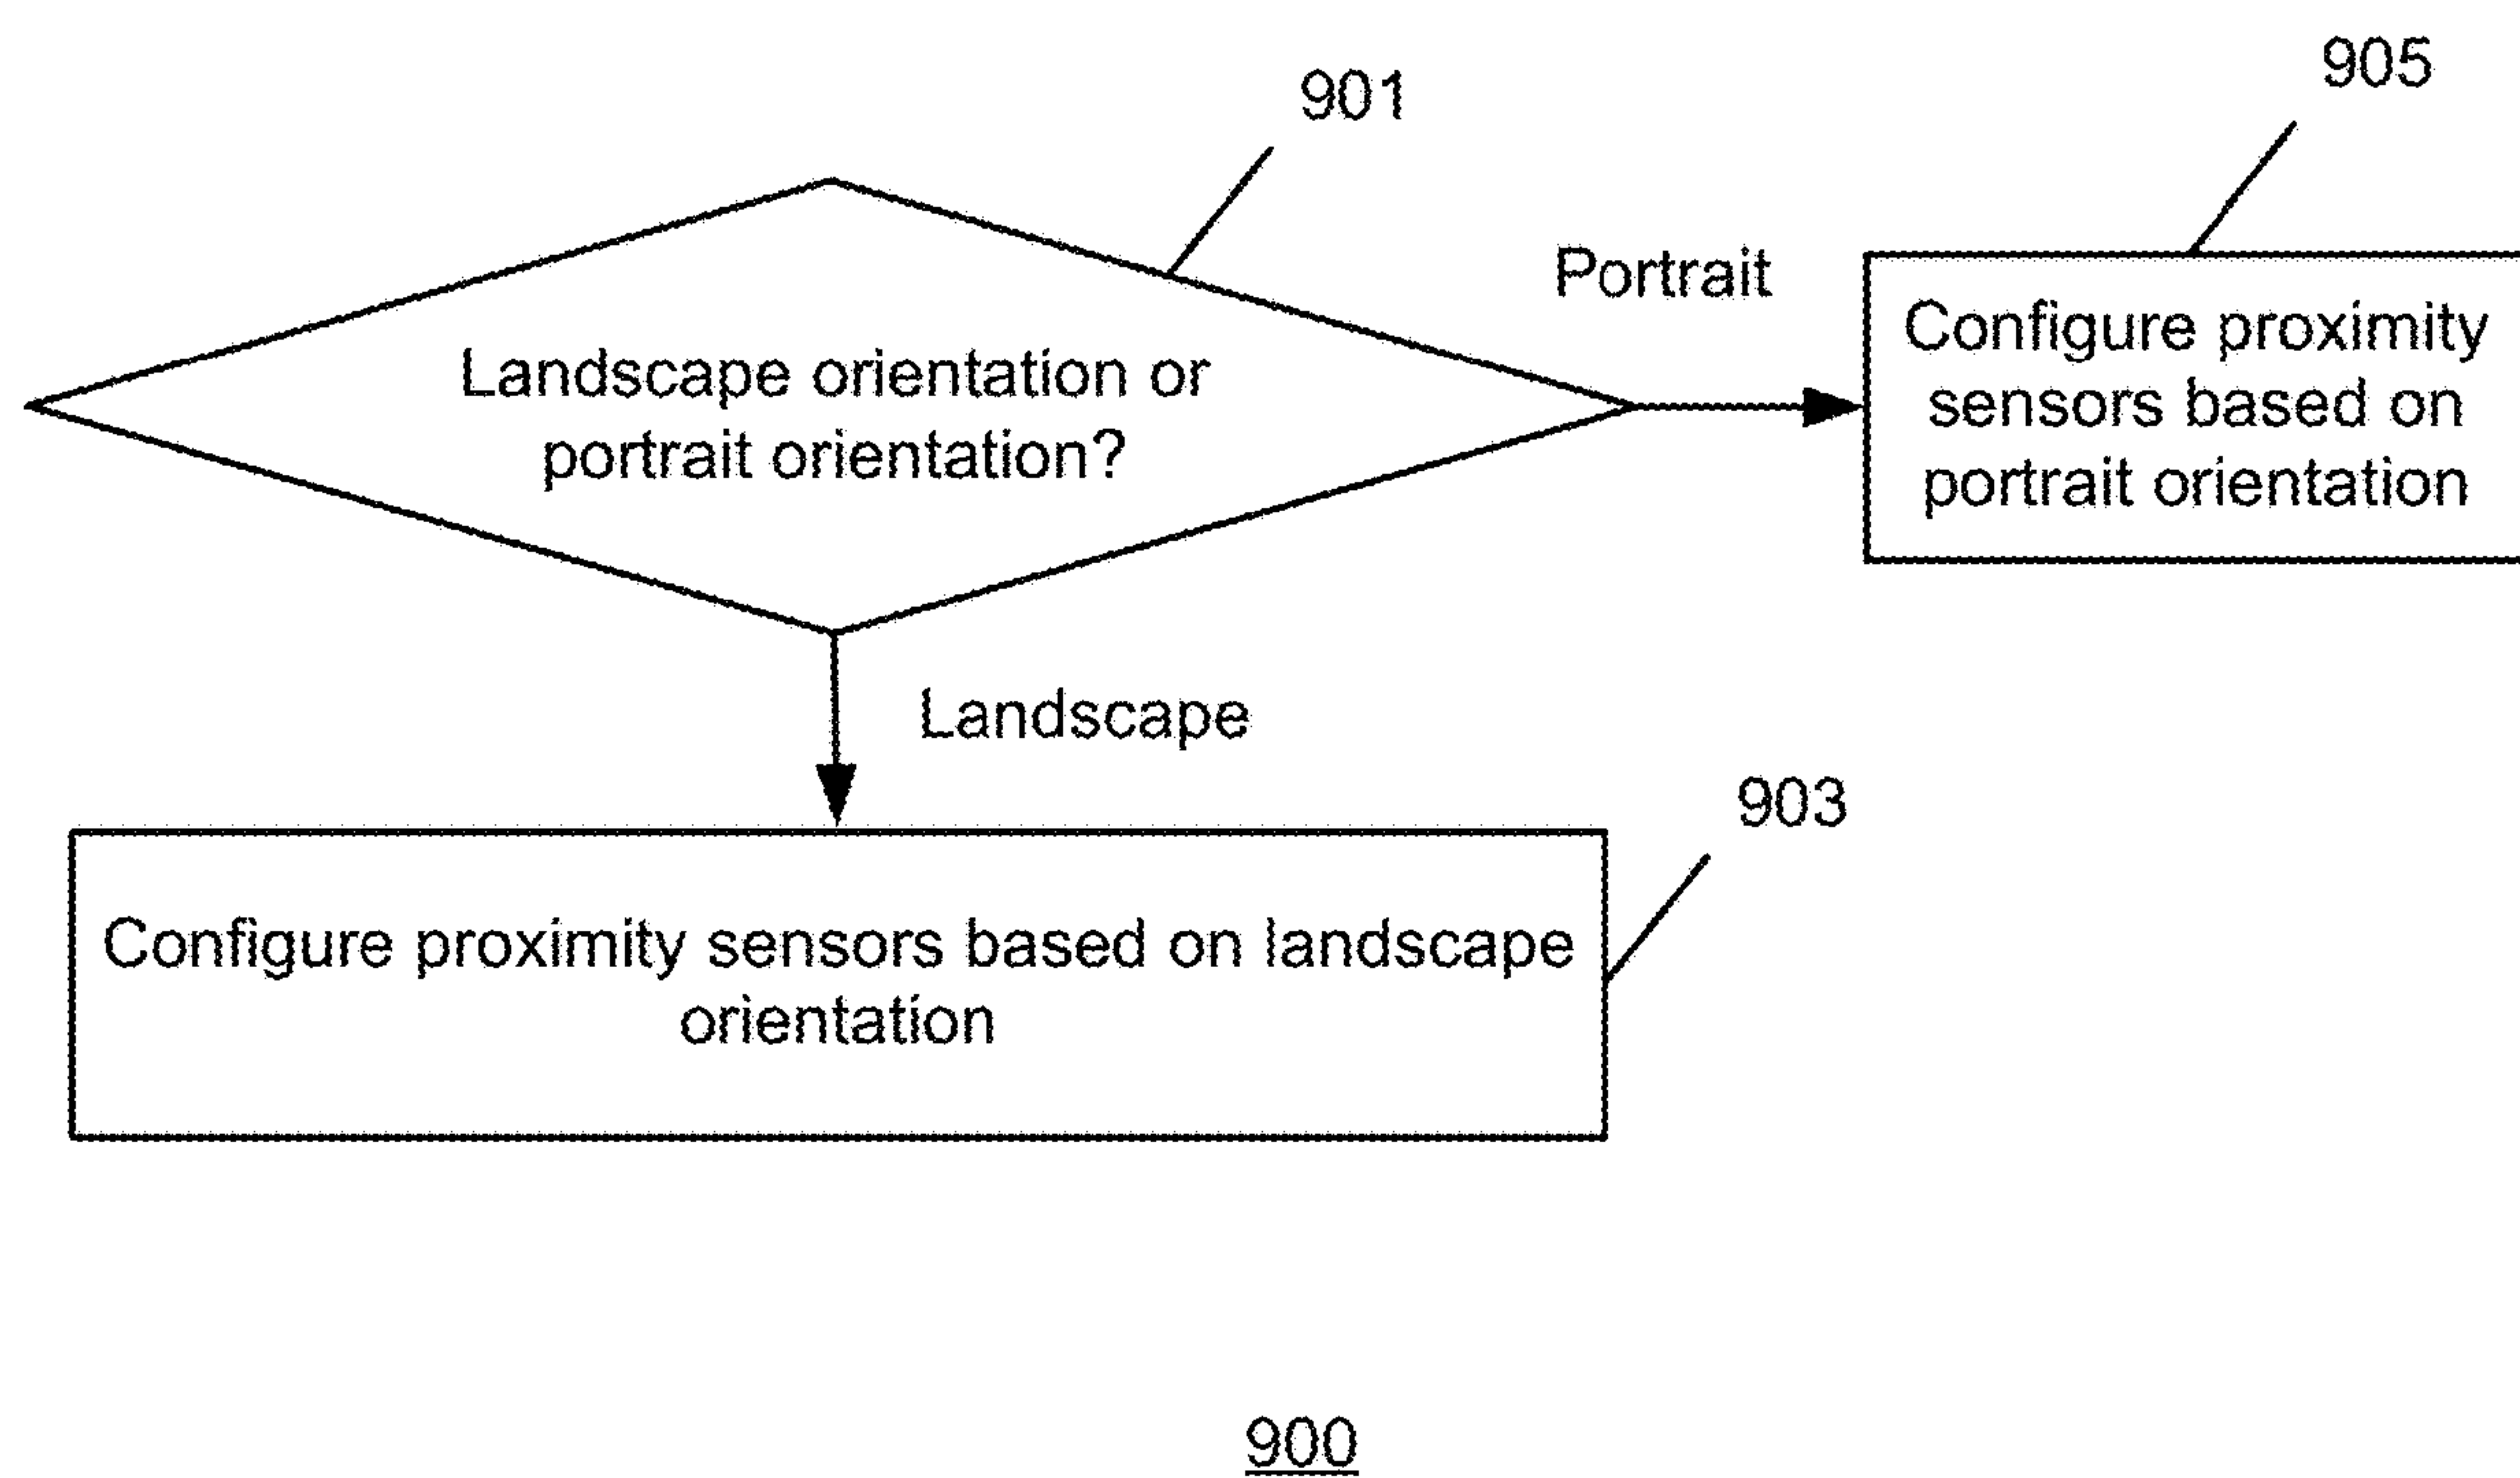 905
901
Portrait
Configure proximity
sensors based on
portrait orientation
Landscape orientation or
portrait orientation?
Landscape
903
Configure proximity sensors based on landscape
orientation
900